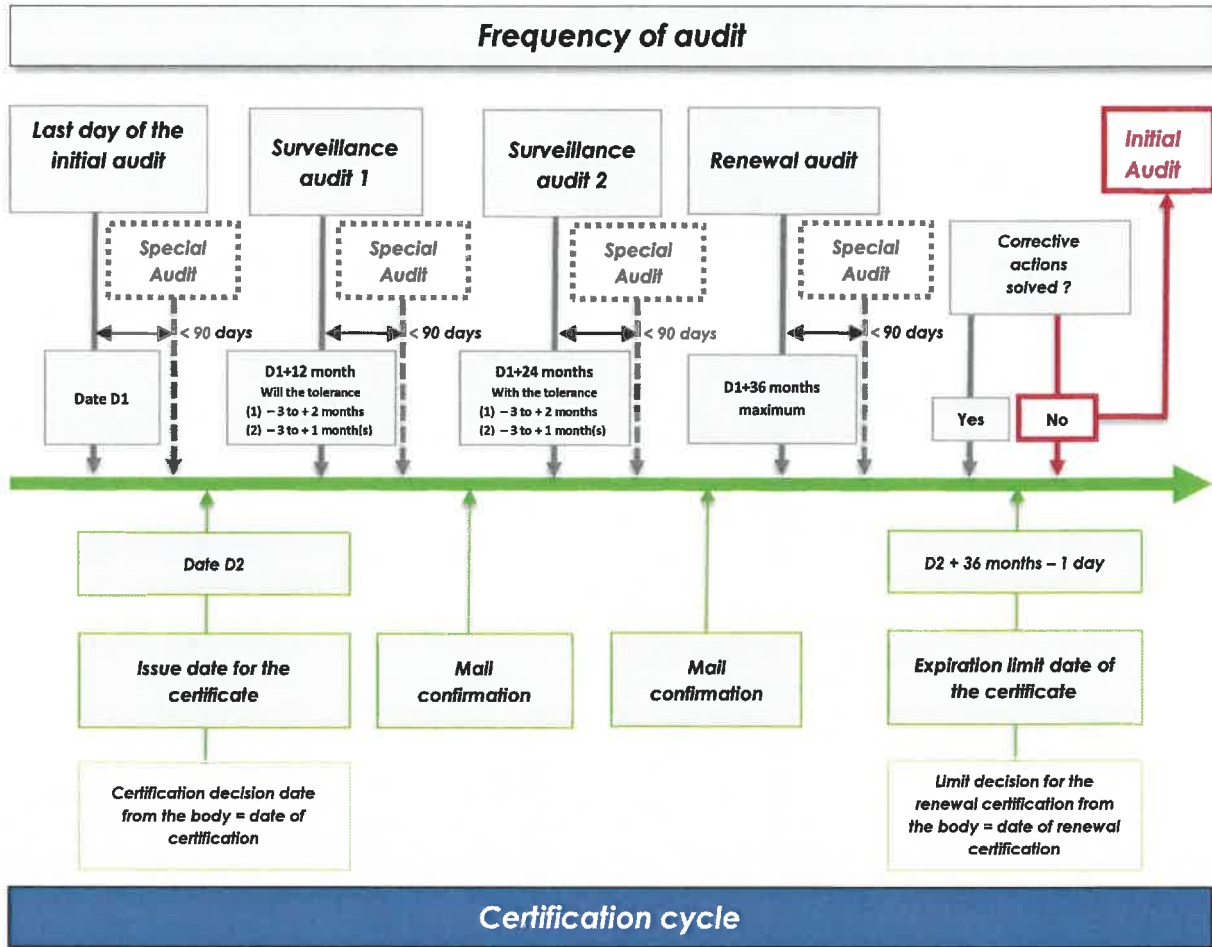 Frequency of audit
Last day of the
initial audit
Surveillance
audit 1
Surveillance
audit 2
Renewal audit
Initial
Audit
Special
Audit
Special
Audit
Special
Audit
Special
Audit
Corrective
actions
solved ?
< 90 days
< 90 days
< 90 days
< 90 days
Date D1
D1+12 month
Will the tolerance
(1) – 3 to + 2 months
(2) – 3 to + 1 month(s)
D1+24 months
With the tolerance
(1) – 3 to + 2 months
(2) – 3 to + 1 month(s)
D1+36 months
maximum
Yes
No
Date D2
D2 + 36 months – 1 day
Issue date for the
certificate
Mail
confirmation
Mail
confirmation
Expiration limit date of
the certificate
Certification decision date
from the body = date of
certification
Limit decision for the
renewal certification from
the body = date of renewal
certification
Certification cycle